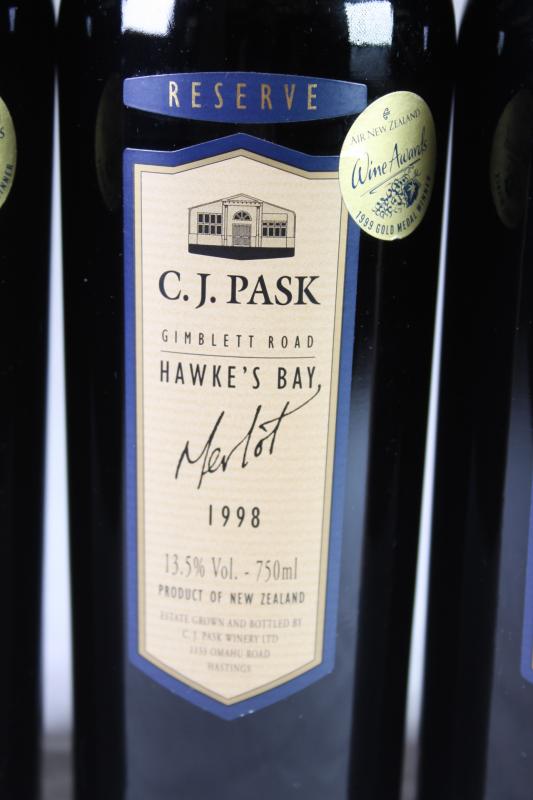 RESERVE
AIR NEW ZEALAND
Wine Awards
1999 GOLD MEDAL WINNER
C. J. PASK
GIMBLETT ROAD
HAWKE'S BAY
Merlot
1998
13.5% Vol. - 750ml
PRODUCT OF NEW ZEALAND
ESTATE GROWN AND BOTTLED BY
C. J. PASK WINERY LTD
1133 OMAHU ROAD
HASTINGS